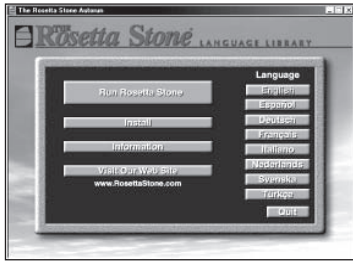 The Rosetta Stone Autorun
THE
Rosetta Stone LANGUAGE LIBRARY
Language
Run Rosetta Stone
Install
Information
Visit Our Web Site
www.RosettaStone.com
English
Español
Deutsch
Français
Italiano
Nederlands
Svenska
Türkçe
Quit